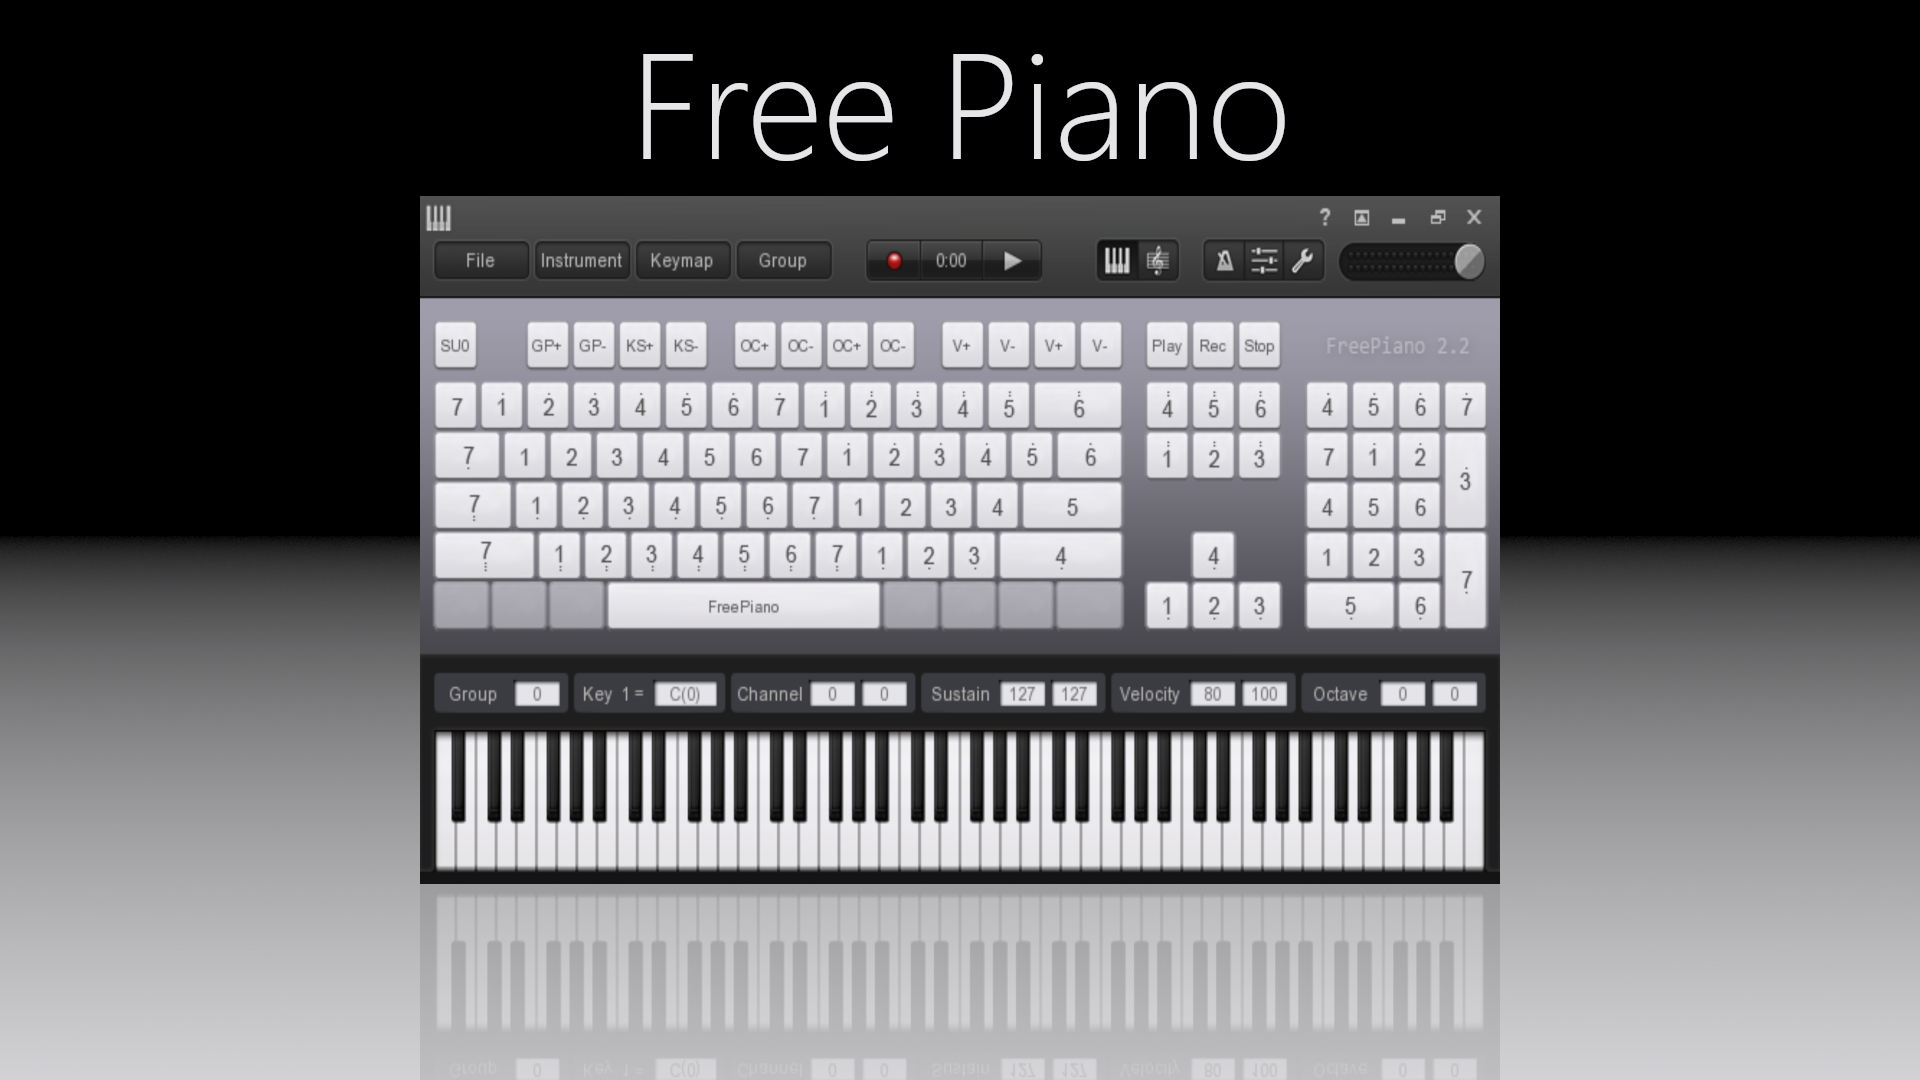 Free Piano
?
File Instrument Keymap Group 0:00
SU0 GP+ GP- KS+ KS- OC+ OC- OC+ OC- V+ V- V+ V- Play Rec Stop FreePiano 2.2
7 1 2 3 4 5 6 7 1 2 3 4 5 6 4 5 6 4 5 6 7
7 1 2 3 4 5 6 7 1 2 3 4 5 6 1 2 3 7 1 2 3
7 1 2 3 4 5 6 7 1 2 3 4 5 4 5 6
7 1 2 3 4 5 6 7 1 2 3 4 4 1 2 3 7
FreePiano 1 2 3 5 6
Group 0 Key 1= C(0) Channel 0 0 Sustain 127 127 Velocity 80 100 Octave 0 0